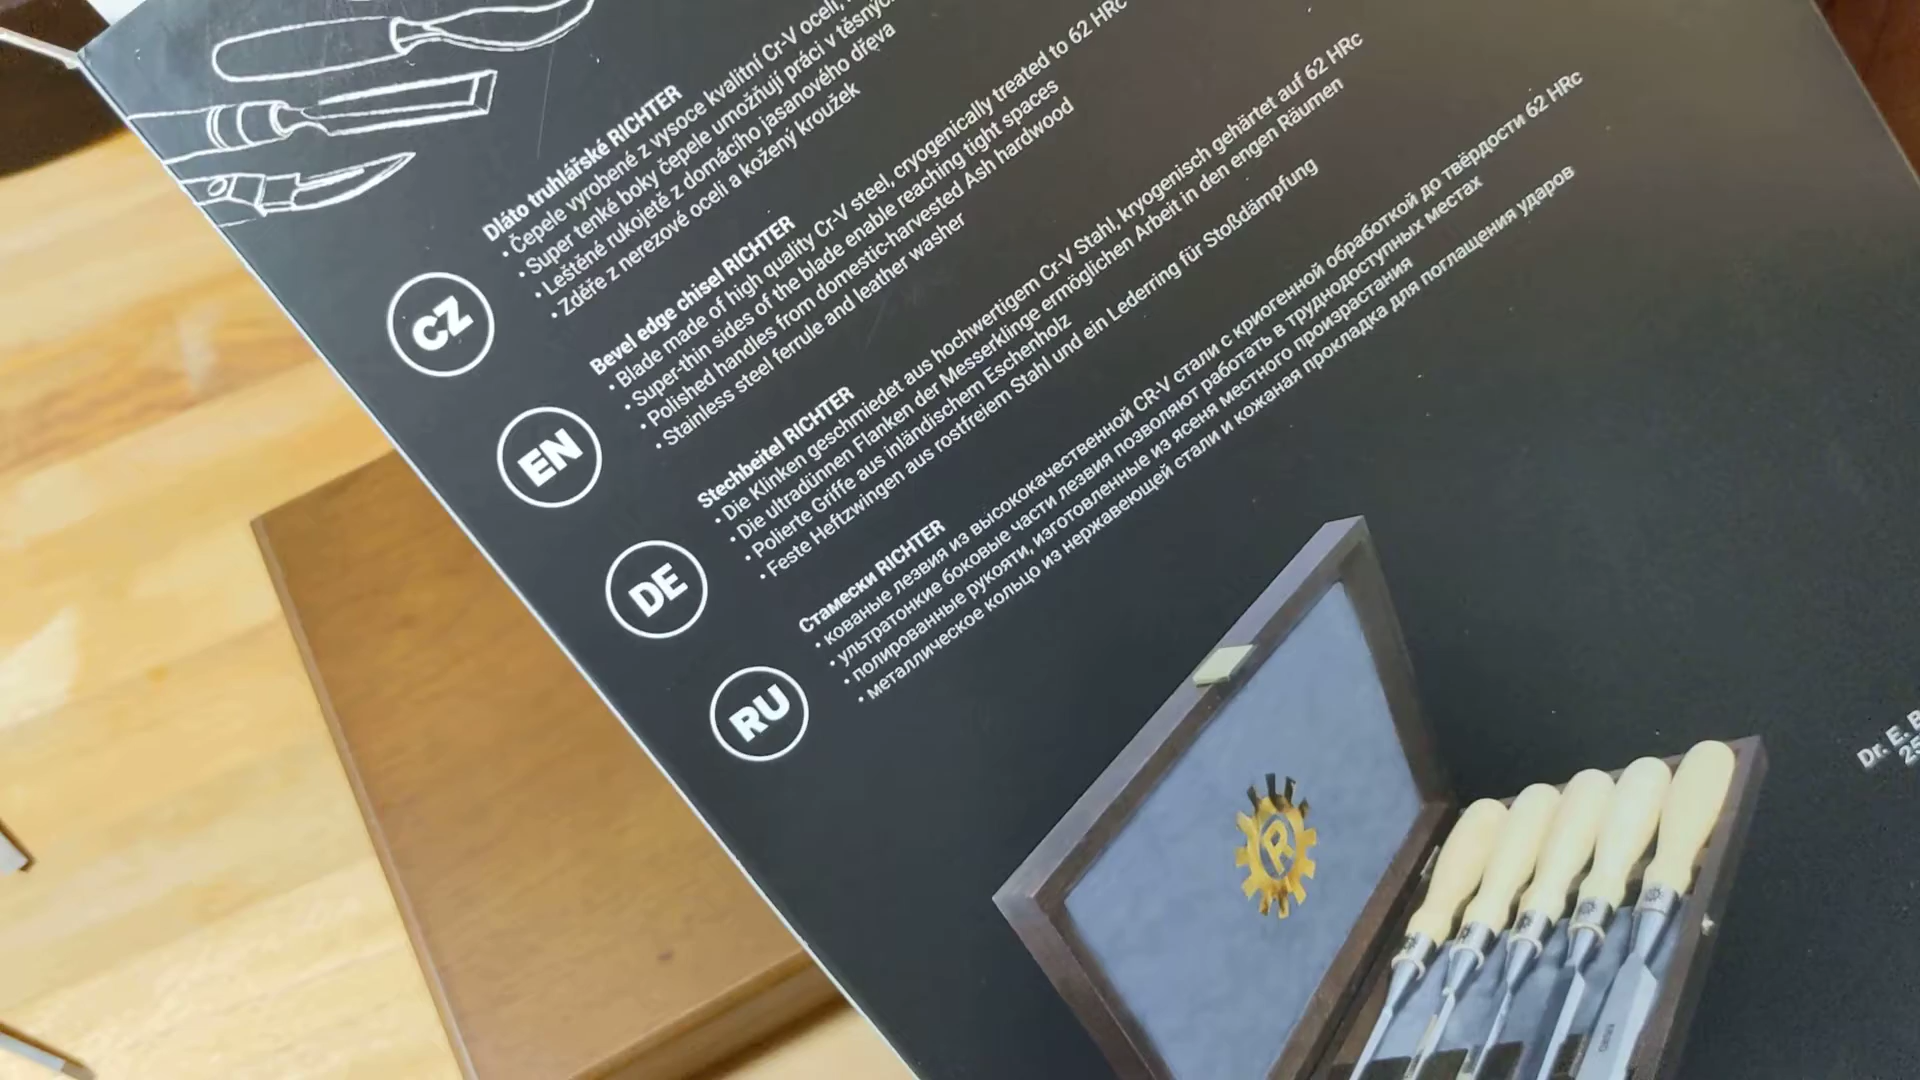 CZ
Dláto truhlářské RICHTER
• Čepele vyrobené z vysoce kvalitní Cr-V oceli,
• Super tenké boky čepele umožňují práci v těsných
• Leštěné rukojetě z domácího jasanového dřeva
• Zděře z nerezové oceli a kožený kroužek
EN
Bevel edge chisel RICHTER
• Blade made of high quality Cr-V steel, cryogenically treated to 62 HRc
• Super-thin sides of the blade enable reaching tight spaces
• Polished handles from domestic-harvested Ash hardwood
• Stainless steel ferrule and leather washer
DE
Stechbeitel RICHTER
• Die Klinken geschmiedet aus hochwertigem Cr-V Stahl, kryogenisch gehärtet auf 62 HRc
• Die ultradünnen Flanken der Messerklinge ermöglichen Arbeit in den engen Räumen
• Polierte Griffe aus inländischem Eschenholz
• Feste Heftzwingen aus rostfreiem Stahl und ein Lederring für Stoßdämpfung
RU
Стамески RICHTER
• кованые лезвия из высококачественной CR-V стали с криогенной обработкой до твёрдости 62 HRc
• ультратонкие боковые части лезвия позволяют работать в труднодоступных местах
• полированные рукояти, изготовленные из ясеня местного произрастания
• металлическое кольцо из нержавеющей стали и кожаная прокладка для поглащения ударов
R
Dr. E. B
25